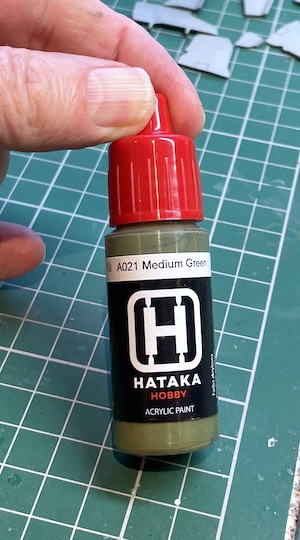 A021 Medium Green
H
HATAKA
HOBBY
ACRYLIC PAINT